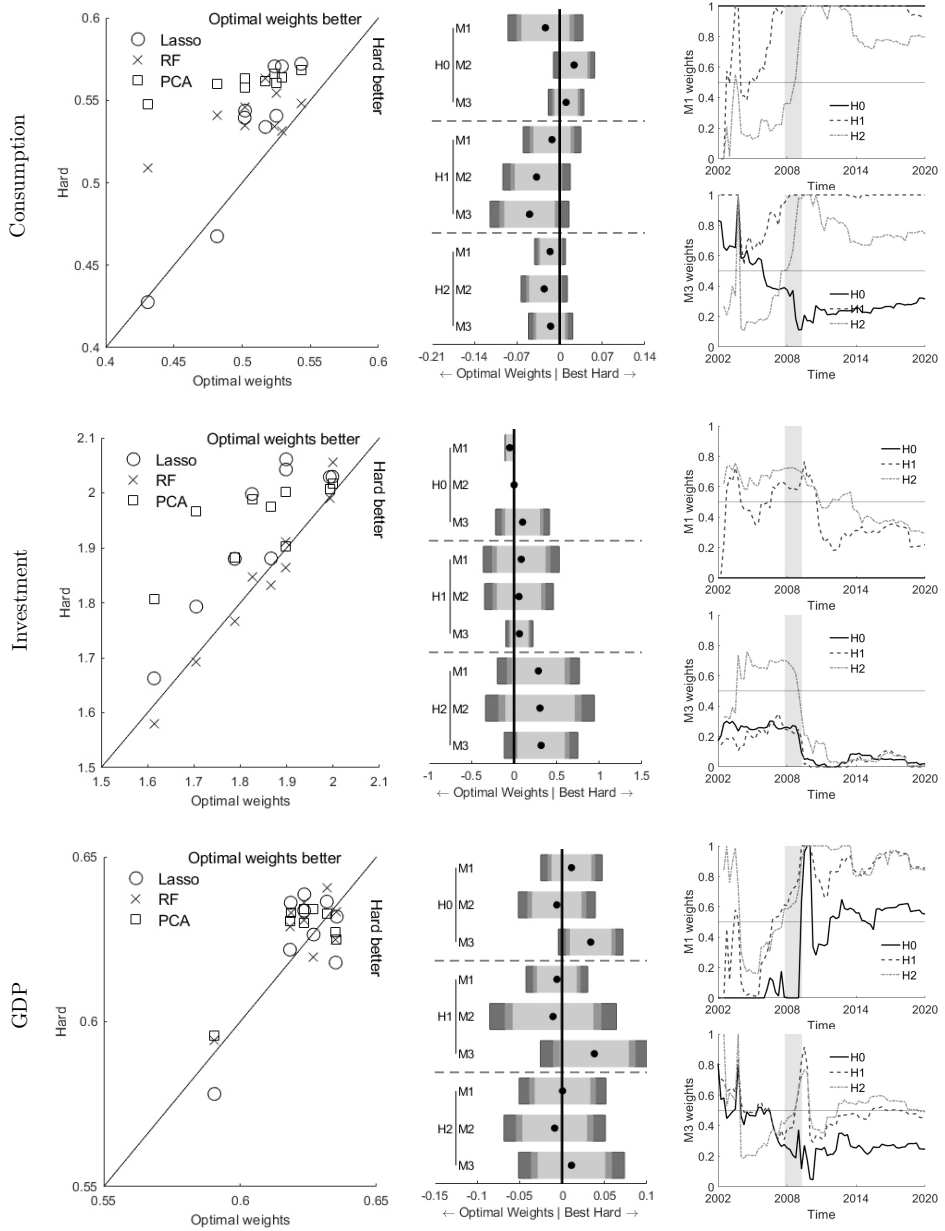 Consumption
0.6
0.55
0.5
0.45
0.4
Hard
Optimal weights better
Hard better
Lasso
RF
PCA
0.4 0.45 0.5 0.55 0.6
Optimal weights
H0
M1
M2
M3
H1
M1
M2
M3
H2
M1
M2
M3
-0.21 -0.14 -0.07 0 0.07 0.14
← Optimal Weights | Best Hard →
M1 weights
1
0.8
0.6
0.4
0.2
0
H0
H1
H2
2002 2008 2014 2020
Time
M3 weights
1
0.8
0.6
0.4
0.2
0
H0
H1
H2
2002 2008 2014 2020
Time
Investment
2.1
2
1.9
1.8
1.7
1.6
1.5
Hard
Optimal weights better
Hard better
Lasso
RF
PCA
1.5 1.6 1.7 1.8 1.9 2 2.1
Optimal weights
H0
M1
M2
M3
H1
M1
M2
M3
H2
M1
M2
M3
-1 -0.5 0 0.5 1 1.5
← Optimal Weights | Best Hard →
M1 weights
1
0.8
0.6
0.4
0.2
0
H0
H1
H2
2002 2008 2014 2020
Time
M3 weights
1
0.8
0.6
0.4
0.2
0
H0
H1
H2
2002 2008 2014 2020
Time
GDP
0.65
0.6
0.55
Hard
Optimal weights better
Hard better
Lasso
RF
PCA
0.55 0.6 0.65
Optimal weights
H0
M1
M2
M3
H1
M1
M2
M3
H2
M1
M2
M3
-0.15 -0.1 -0.05 0 0.05 0.1
← Optimal Weights | Best Hard →
M1 weights
1
0.8
0.6
0.4
0.2
0
H0
H1
H2
2002 2008 2014 2020
Time
M3 weights
1
0.8
0.6
0.4
0.2
0
H0
H1
H2
2002 2008 2014 2020
Time